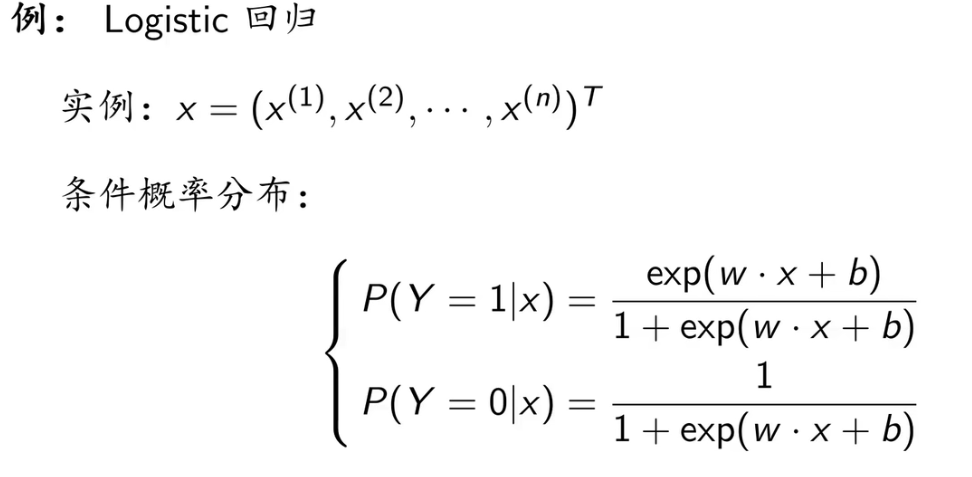 例： Logistic 回归
实例：x = (x^(1), x^(2), ⋯ , x^(n))^T
条件概率分布：
P(Y = 1|x) = exp(w · x + b) / 1 + exp(w · x + b)
P(Y = 0|x) = 1 / 1 + exp(w · x + b)